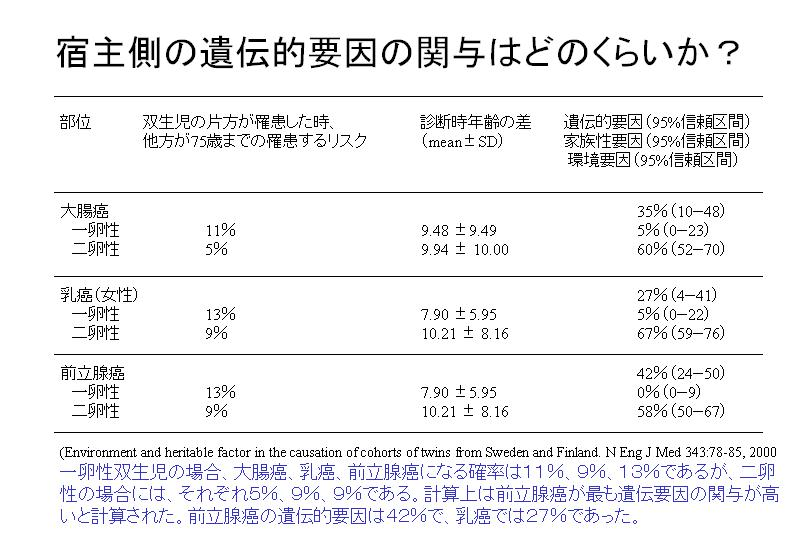 宿主側の遺伝的要因の関与はどのくらいか？
部位 双生児の片方が罹患した時、 診断時年齢の差 遺伝的要因（95%信頼区間）
他方が75歳までの罹患するリスク （mean±SD） 家族性要因（95%信頼区間）
環境要因（95%信頼区間）
大腸癌 35%（10−48）
一卵性 11% 9.48 ±9.49 5%（0−23）
二卵性 5% 9.94 ± 10.00 60%（52−70）
乳癌（女性） 27%（4−41）
一卵性 13% 7.90 ±5.95 5%（0−22）
二卵性 9% 10.21 ± 8.16 67%（59−76）
前立腺癌 42%（24−50）
一卵性 13% 7.90 ±5.95 0%（0−9）
二卵性 9% 10.21 ± 8.16 58%（50−67）
(Environment and heritable factor in the causation of cohorts of twins from Sweden and Finland. N Eng J Med 343:78-85, 2000
一卵性双生児の場合、大腸癌、乳癌、前立腺癌になる確率は１１％、９％、１３％であるが、二卵
性の場合には、それぞれ５％、９％、９％である。計算上は前立腺癌が最も遺伝要因の関与が高
いと計算された。前立腺癌の遺伝的要因は４２％で、乳癌では２７％であった。